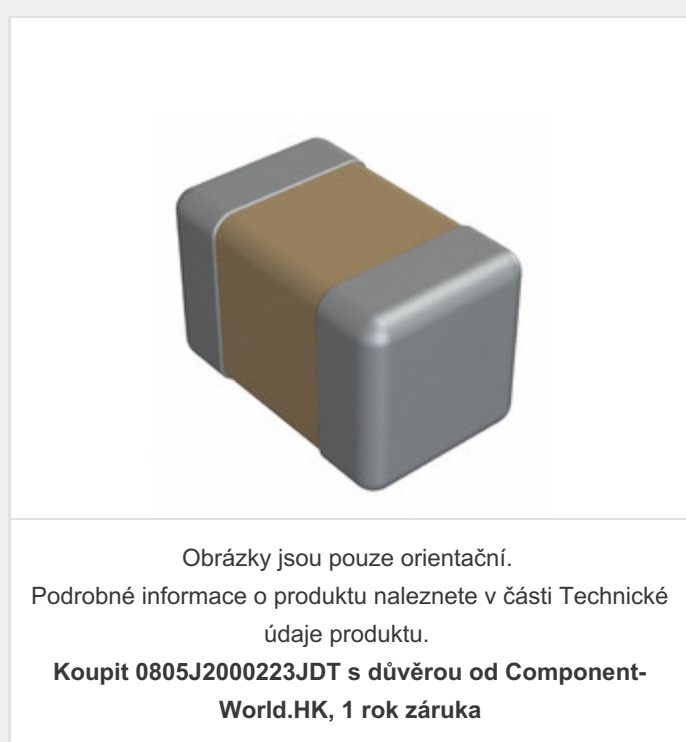 Obrázky jsou pouze orientační.
Podrobné informace o produktu naleznete v části Technické
údaje produktu.
Koupit 0805J2000223JDT s důvěrou od Component-
World.HK, 1 rok záruka